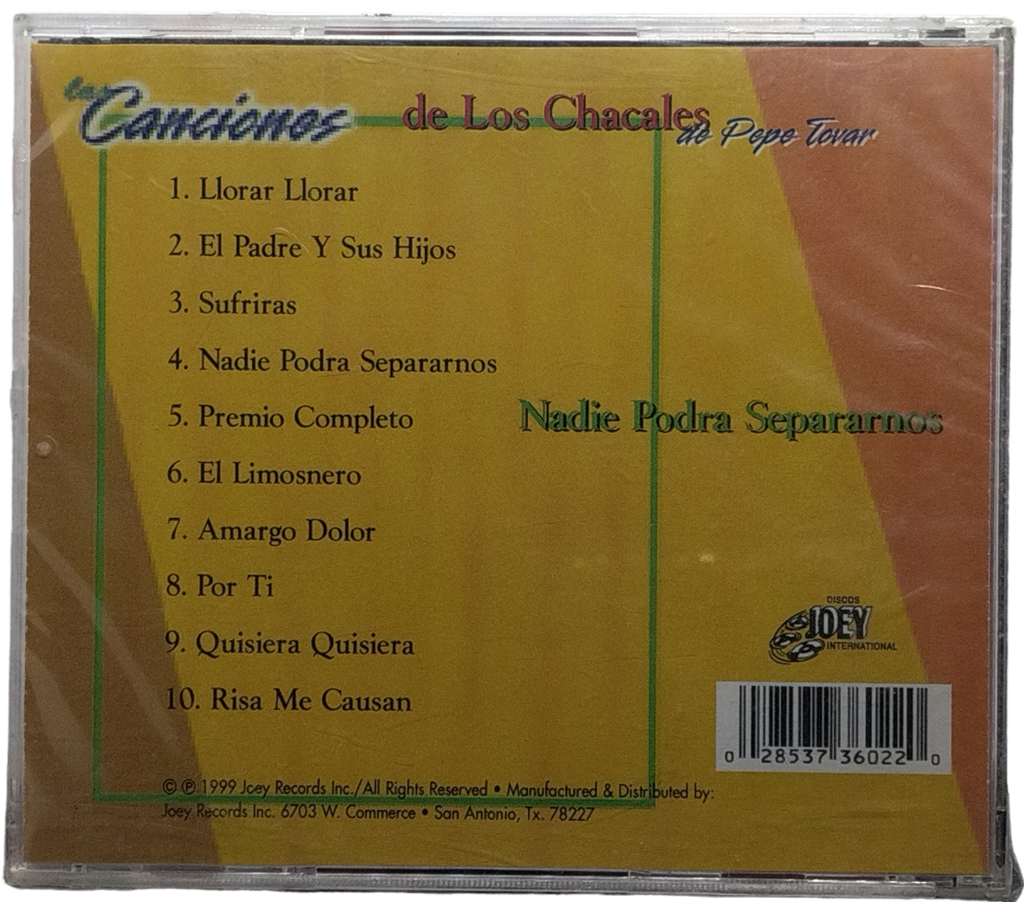 las
Canciones de Los Chacales
de Pepe Tovar
1. Llorar Llorar
2. El Padre Y Sus Hijos
3. Sufriras
4. Nadie Podra Separarnos
5. Premio Completo
6. El Limosnero
7. Amargo Dolor
8. Por Ti
9. Quisiera Quisiera
10. Risa Me Causan
Nadie Podra Separarnos
DISCOS
JOEY
INTERNATIONAL
0 28537 36022 0
© ℗ 1999 Joey Records Inc./All Rights Reserved • Manufactured & Distributed by:
Joey Records Inc. 6703 W. Commerce • San Antonio, Tx. 78227